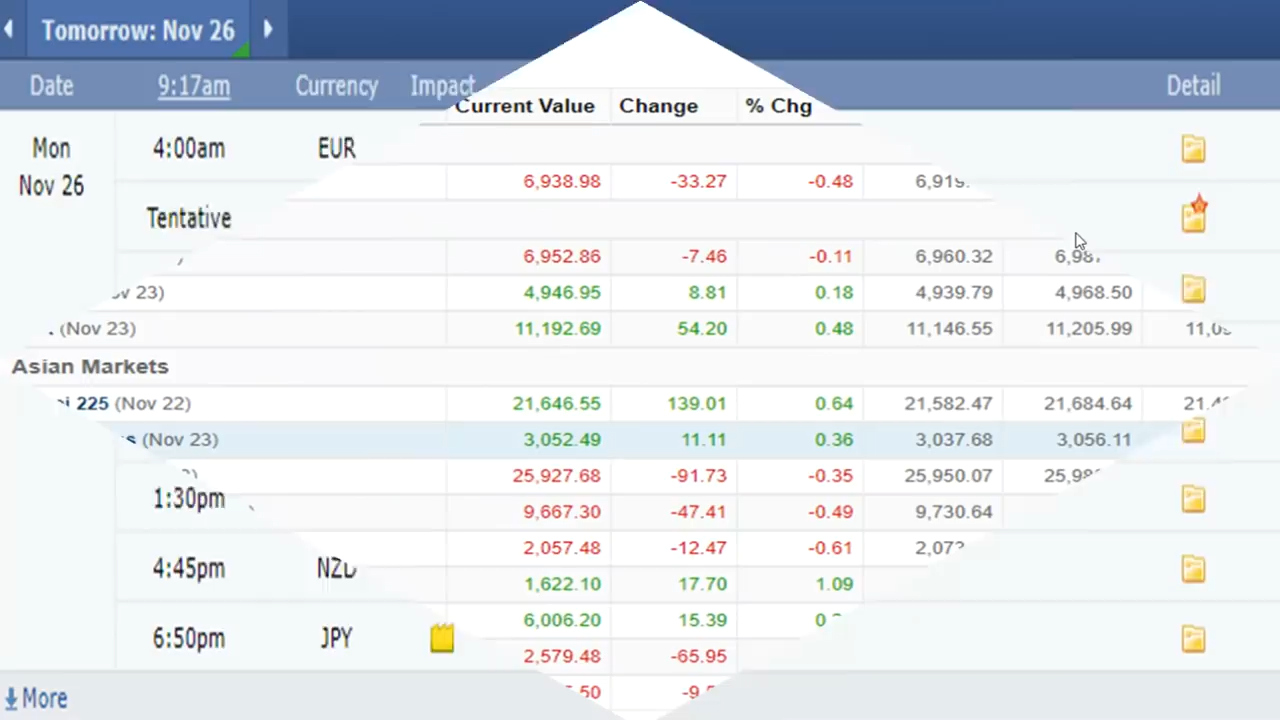 Tomorrow: Nov 26
Date 9:17am Currency Impact Detail
Current Value Change % Chg
Mon 4:00am EUR
Nov 26
6,938.98 -33.27 -0.48 6,919.
Tentative
6,952.86 -7.46 -0.11 6,960.32
23) 4,946.95 8.81 0.18 4,939.79 4,968.50
(Nov 23) 11,192.69 54.20 0.48 11,146.55 11,205.99
Asian Markets
225 (Nov 22) 21,646.55 139.01 0.64 21,582.47 21,684.64
(Nov 23) 3,052.49 11.11 0.36 3,037.68 3,056.11
25,927.68 -91.73 -0.35 25,950.07
1:30pm
9,667.30 -47.41 -0.49 9,730.64
2,057.48 -12.47 -0.61
4:45pm NZD
1,622.10 17.70 1.09
6,006.20 15.39
6:50pm JPY
2,579.48 -65.95
More